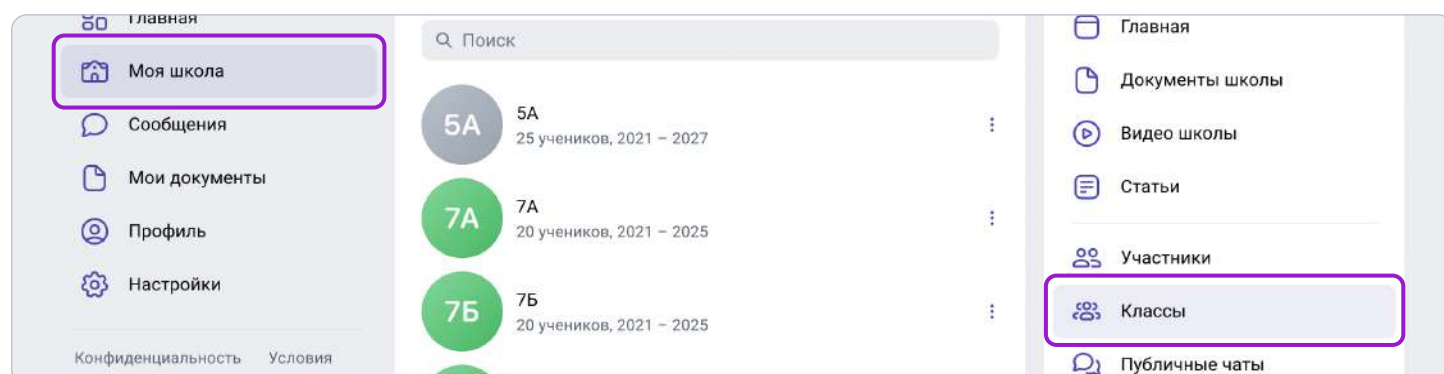 Главная
Моя школа
Сообщения
Мои документы
Профиль
Настройки
Конфиденциальность Условия
Поиск
5А
5А
25 учеников, 2021 – 2027
7А
7А
20 учеников, 2021 – 2025
7Б
7Б
20 учеников, 2021 – 2025
Главная
Документы школы
Видео школы
Статьи
Участники
Классы
Публичные чаты